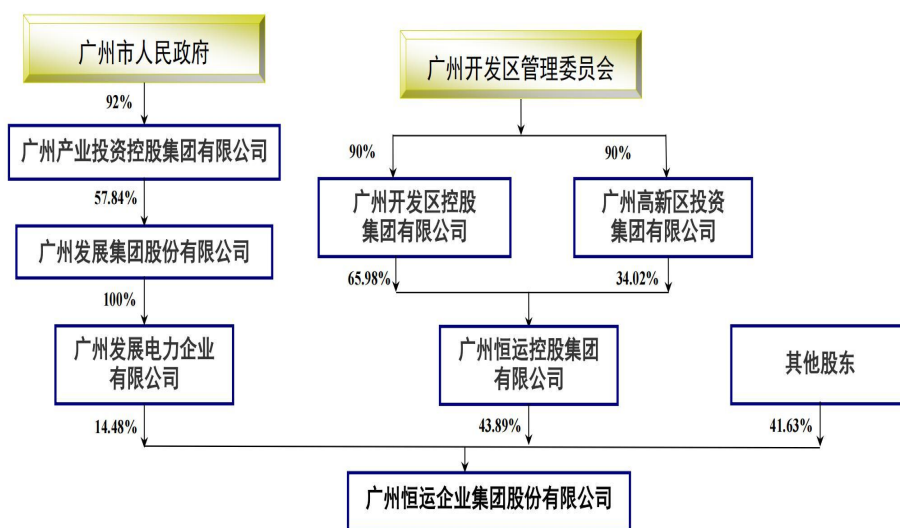 广州市人民政府
广州开发区管理委员会
92%
90%
90%
广州产业投资控股集团有限公司
57.84%
广州开发区控股
集团有限公司
广州高新区投资
集团有限公司
广州发展集团股份有限公司
65.98%
34.02%
100%
广州发展电力企业
有限公司
广州恒运控股集团
有限公司
其他股东
14.48%
43.89%
41.63%
广州恒运企业集团股份有限公司